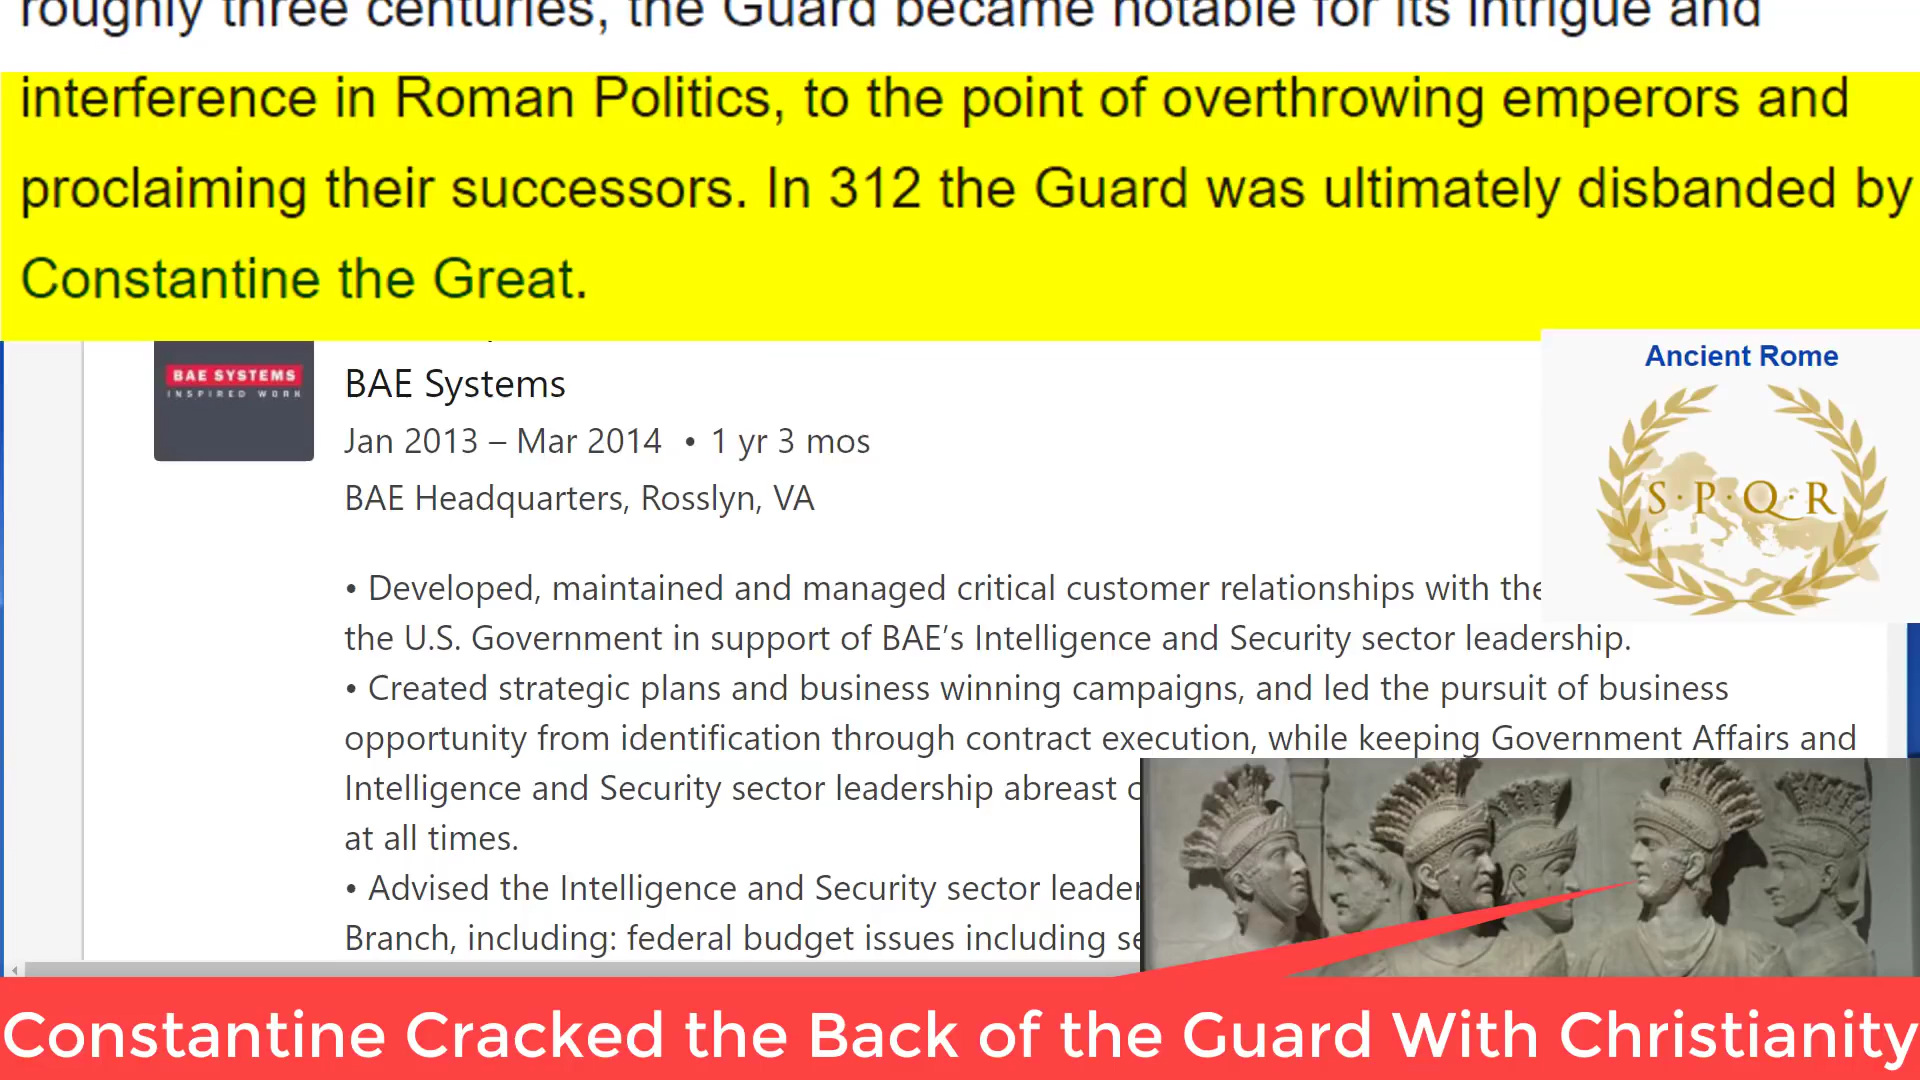 roughly three centuries, the Guard became notable for its intrigue and
interference in Roman Politics, to the point of overthrowing emperors and
proclaiming their successors. In 312 the Guard was ultimately disbanded by
Constantine the Great.
BAE SYSTEMS
INSPIRED WORK
BAE Systems
Jan 2013 – Mar 2014 • 1 yr 3 mos
BAE Headquarters, Rosslyn, VA
Ancient Rome
S·P·Q·R
• Developed, maintained and managed critical customer relationships with the
the U.S. Government in support of BAE’s Intelligence and Security sector leadership.
• Created strategic plans and business winning campaigns, and led the pursuit of business
opportunity from identification through contract execution, while keeping Government Affairs and
Intelligence and Security sector leadership abreast
at all times.
• Advised the Intelligence and Security sector
Branch, including: federal budget issues including
Constantine Cracked the Back of the Guard With Christianity